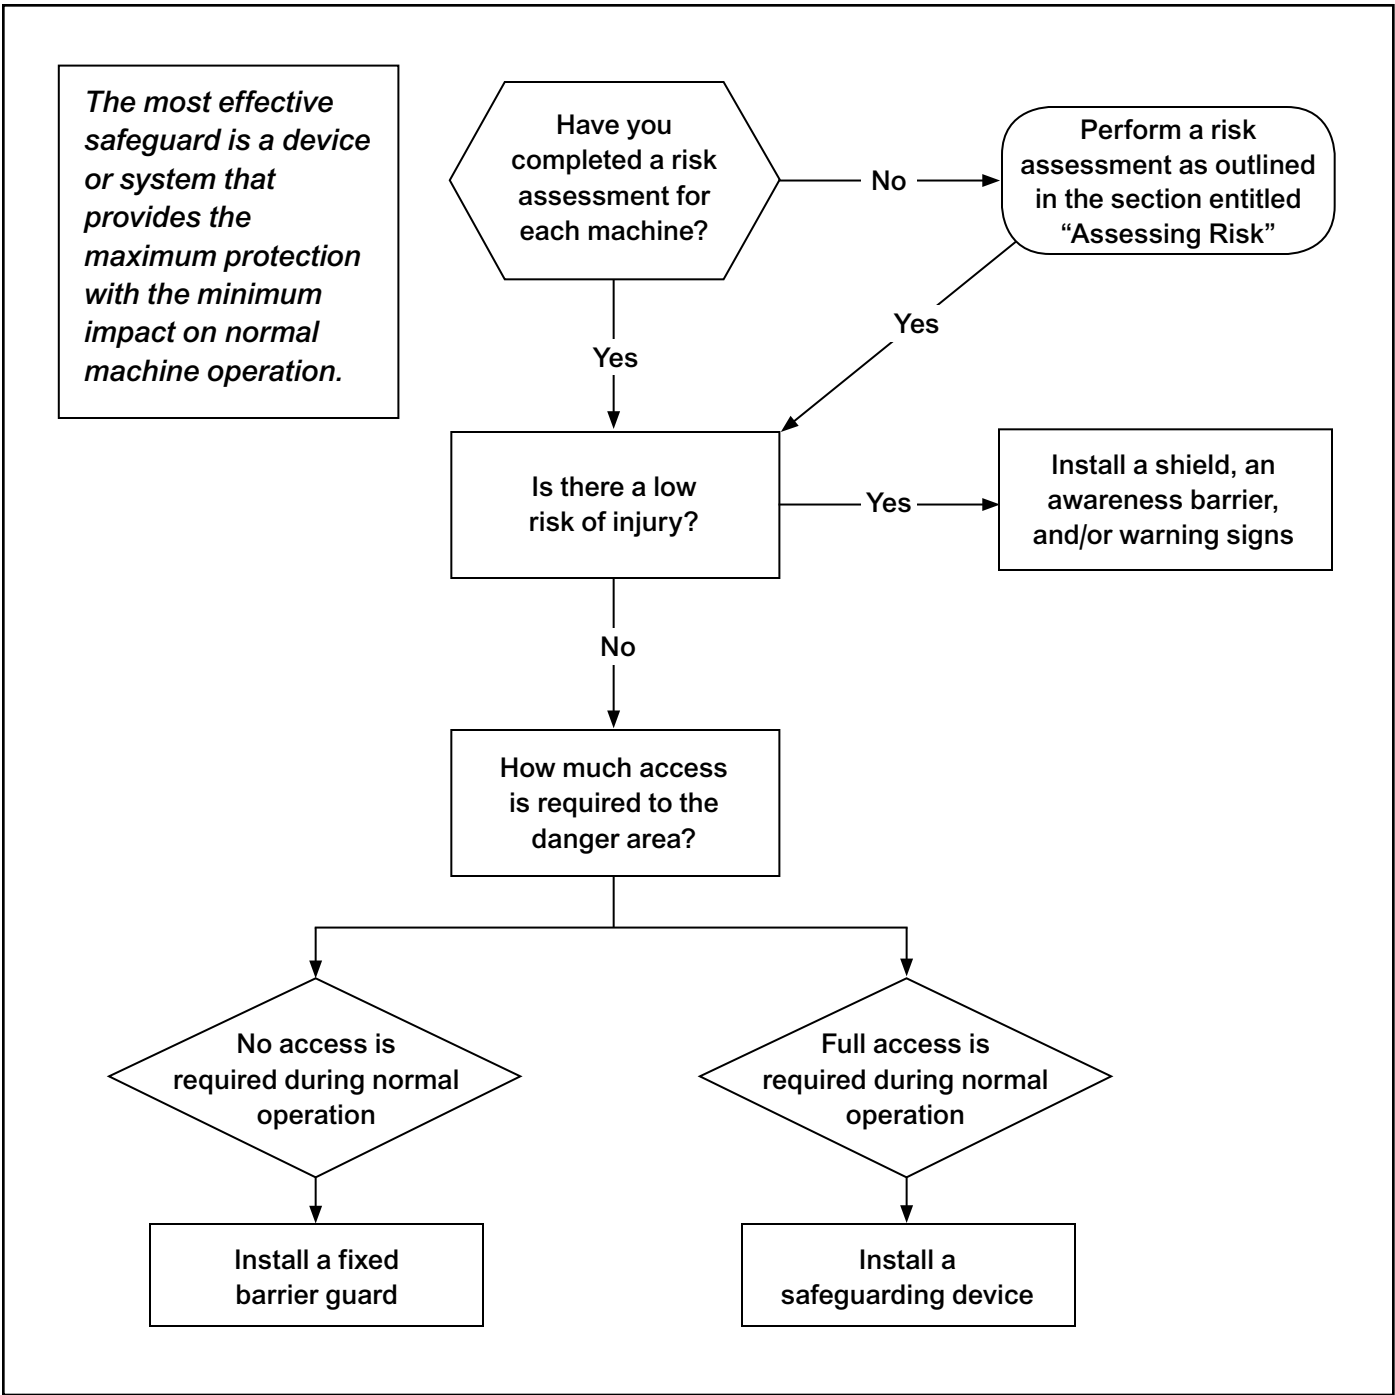 The most effective
safeguard is a device
or system that
provides the
maximum protection
with the minimum
impact on normal
machine operation.
Have you
completed a risk
assessment for
each machine?
No
Perform a risk
assessment as outlined
in the section entitled
“Assessing Risk”
Yes
Yes
Is there a low
risk of injury?
Yes
Install a shield, an
awareness barrier,
and/or warning signs
No
How much access
is required to the
danger area?
No access is
required during normal
operation
Full access is
required during normal
operation
Install a fixed
barrier guard
Install a
safeguarding device